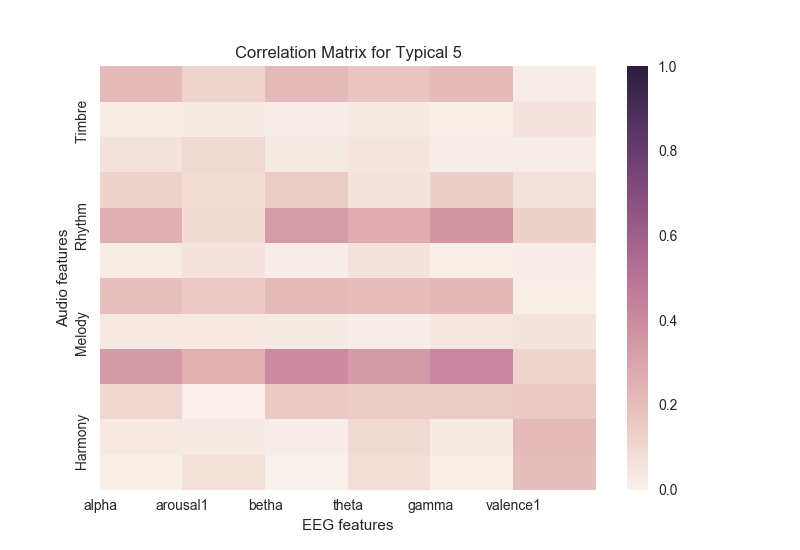 Correlation Matrix for Typical 5
Audio features
Timbre
Rhythm
Melody
Harmony
alpha arousal1 betha theta gamma valence1
EEG features
1.0
0.8
0.6
0.4
0.2
0.0